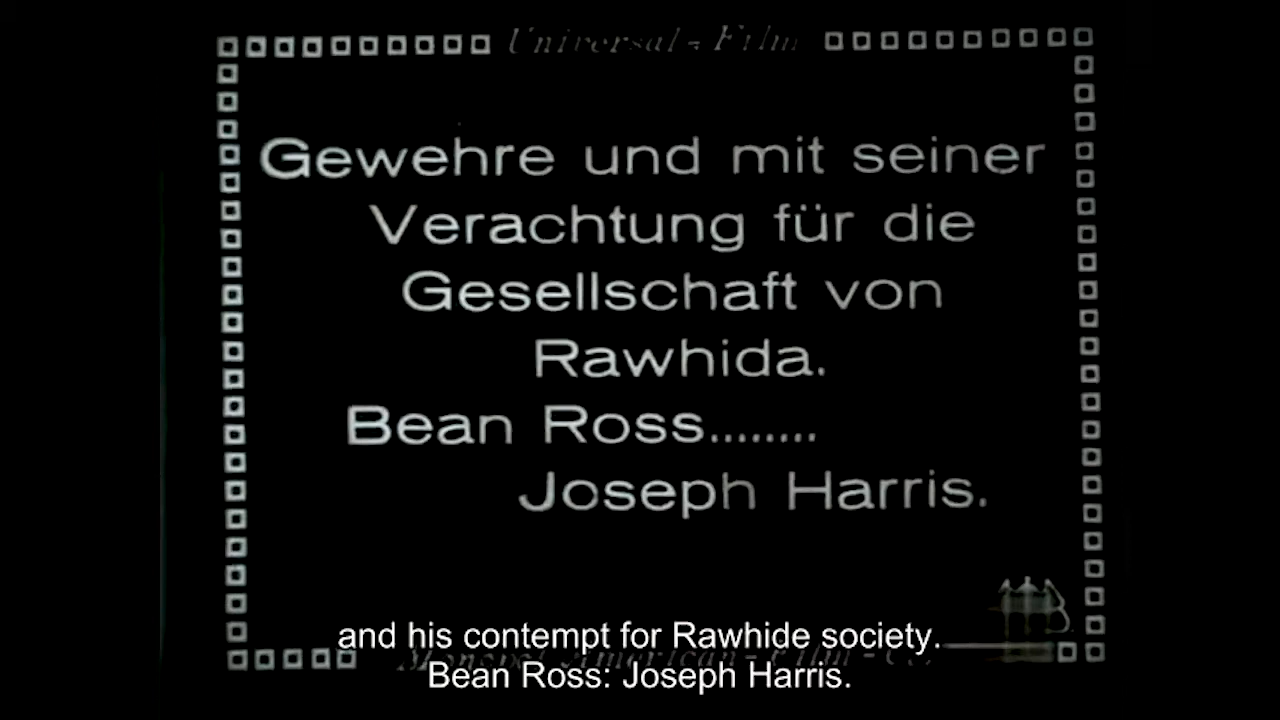 Universal-Film
Gewehre und mit seiner
Verachtung für die
Gesellschaft von
Rawhida.
Bean Ross........
Joseph Harris.
and his contempt for Rawhide society.
Bean Ross: Joseph Harris.